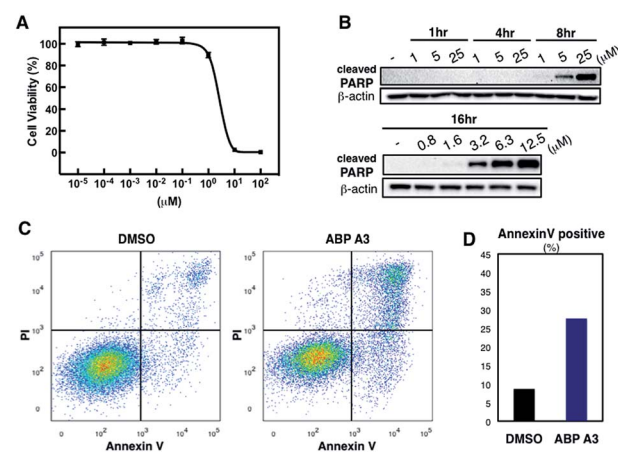 A
Cell Viability (%)
100
80
60
40
20
0
10-5 10-4 10-3 10-2 10-1 100 101 102
(μM)
B
1hr 4hr 8hr
- 1 5 25 1 5 25 1 5 25 (μM)
cleaved
PARP
β-actin
16hr
- 0.8 1.6 3.2 6.3 12.5 (μM)
cleaved
PARP
β-actin
C
DMSO
PI
105
104
103
102
0
0 102 103 104 105
Annexin V
ABP A3
PI
105
104
103
102
0
0 102 103 104 105
Annexin V
D
AnnexinV positive
(%)
45
40
35
30
25
20
15
10
5
0
DMSO ABP A3